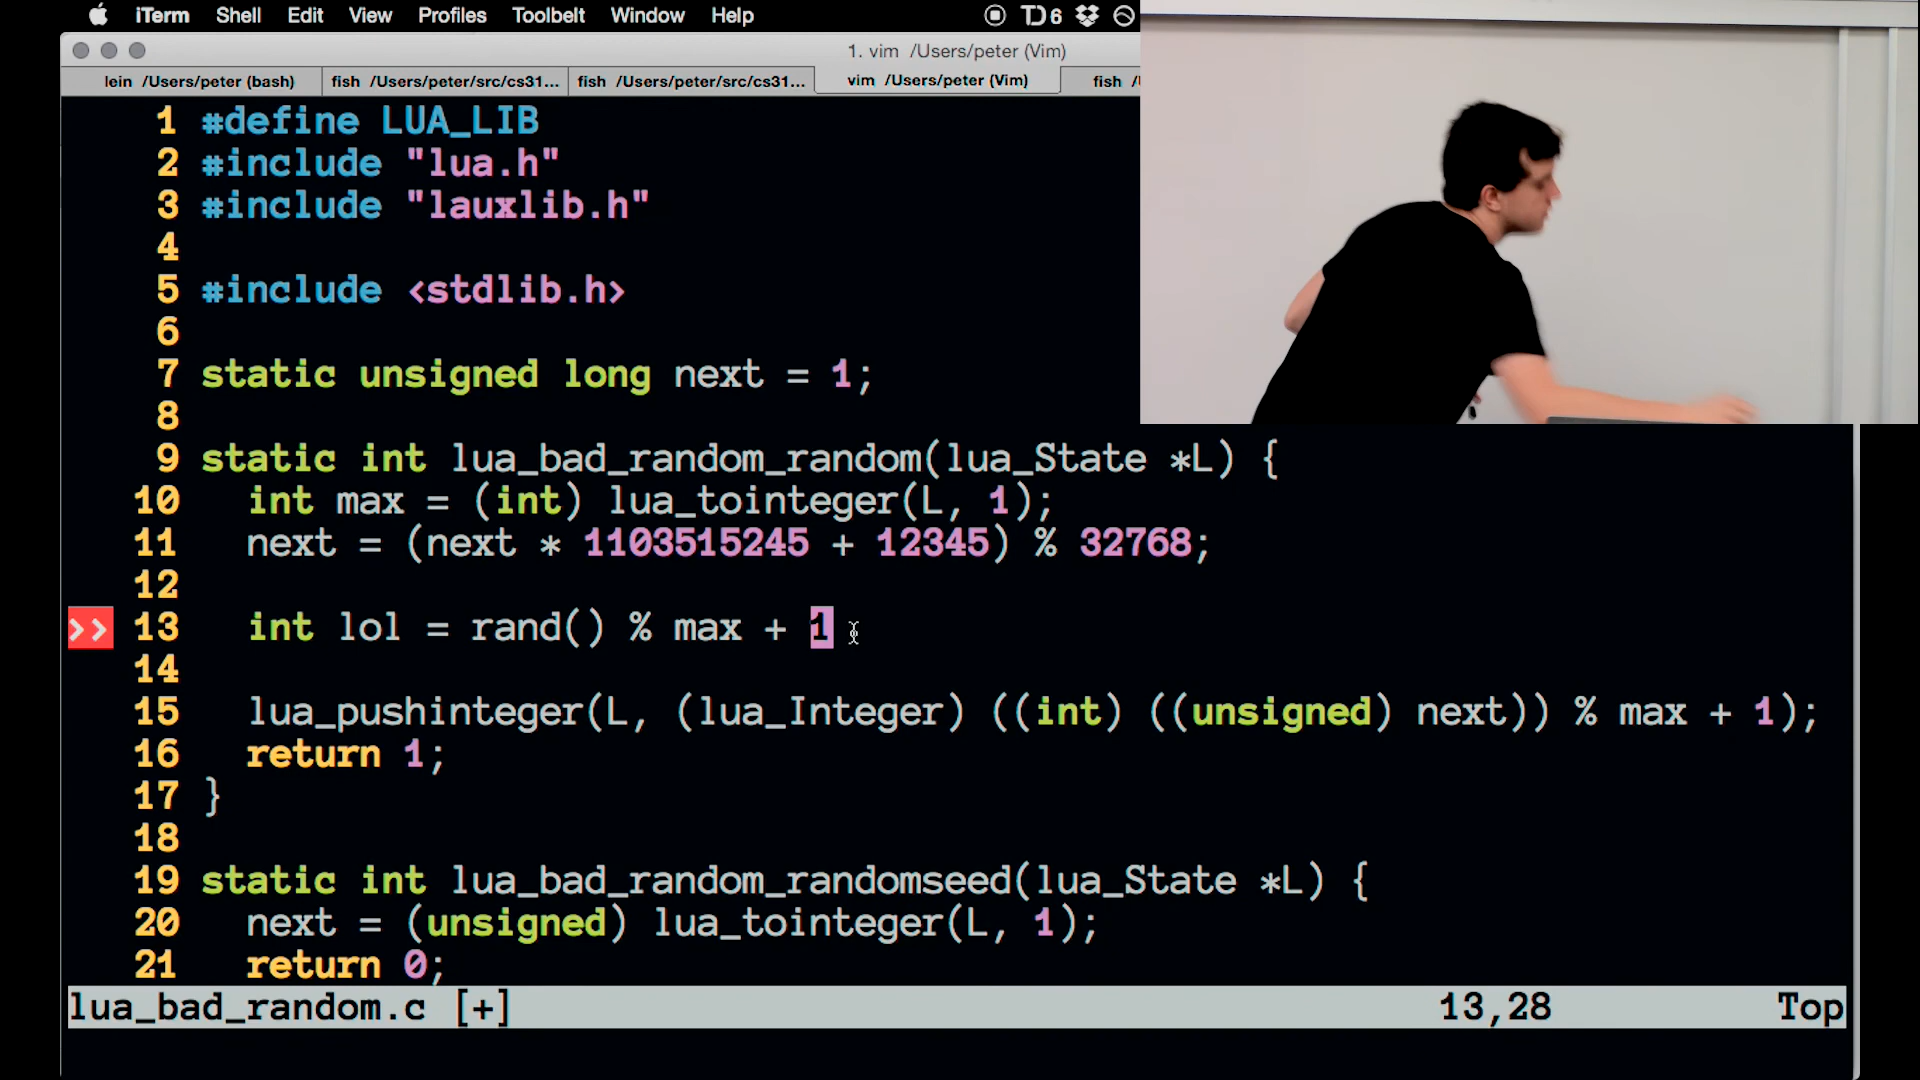 iTerm Shell Edit View Profiles Toolbelt Window Help 6
1. vim /Users/peter (Vim)
lein /Users/peter (bash) fish /Users/peter/src/cs31... fish /Users/peter/src/cs31... vim /Users/peter (Vim) fish /
1 #define LUA_LIB
2 #include "lua.h"
3 #include "lauxlib.h"
4
5 #include <stdlib.h>
6
7 static unsigned long next = 1;
8
9 static int lua_bad_random_random(lua_State *L) {
10 int max = (int) lua_tointeger(L, 1);
11 next = (next * 1103515245 + 12345) % 32768;
12
>> 13 int lol = rand() % max + 1
14
15 lua_pushinteger(L, (lua_Integer) ((int) ((unsigned) next)) % max + 1);
16 return 1;
17 }
18
19 static int lua_bad_random_randomseed(lua_State *L) {
20 next = (unsigned) lua_tointeger(L, 1);
21 return 0;
lua_bad_random.c [+] 13,28 Top